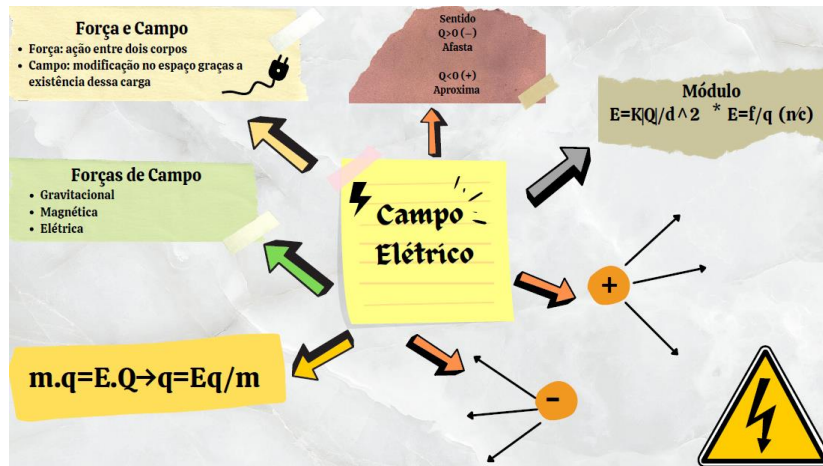 Força e Campo
• Força: ação entre dois corpos
• Campo: modificação no espaço graças a
existência dessa carga
Sentido
Q>0 (−)
Afasta
Q<0 (+)
Aproxima
Módulo
E=K|Q|/d^2 * E=f/q (n/c)
Forças de Campo
• Gravitacional
• Magnética
• Elétrica
Campo
Elétrico
+
m.q=E.Q→q=Eq/m
-